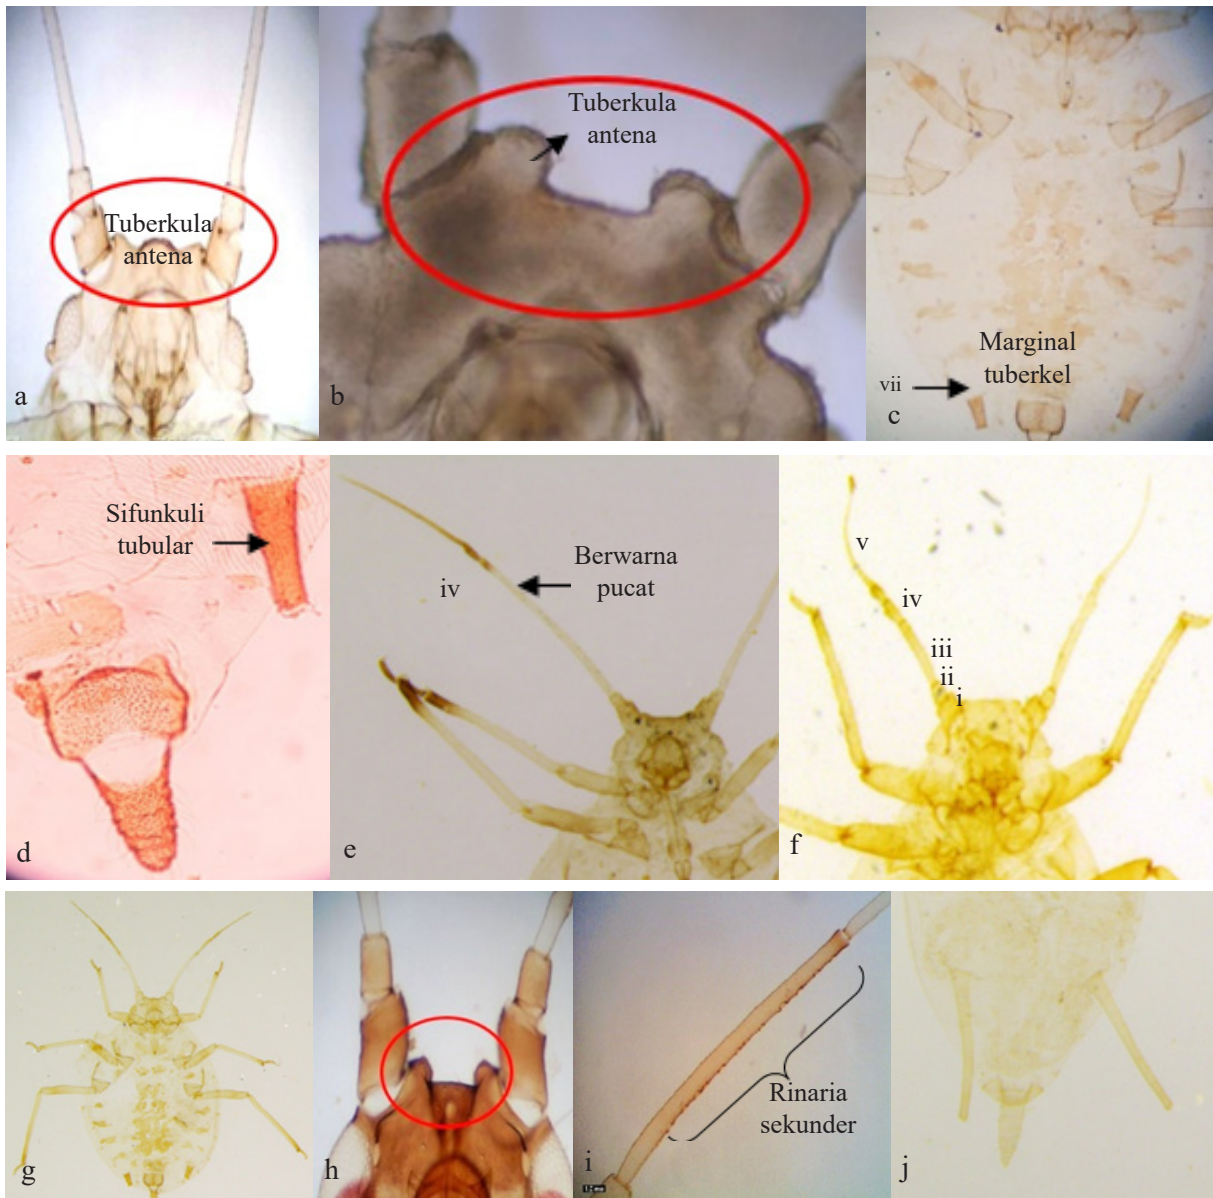 Tuberkula
antena
a
Tuberkula
antena
b
Marginal
tuberkel
vii
c
Sifunkuli
tubular
d
Berwarna
pucat
iv
e
v
iv
iii
ii
i
f
g
h
Rinaria
sekunder
i
j